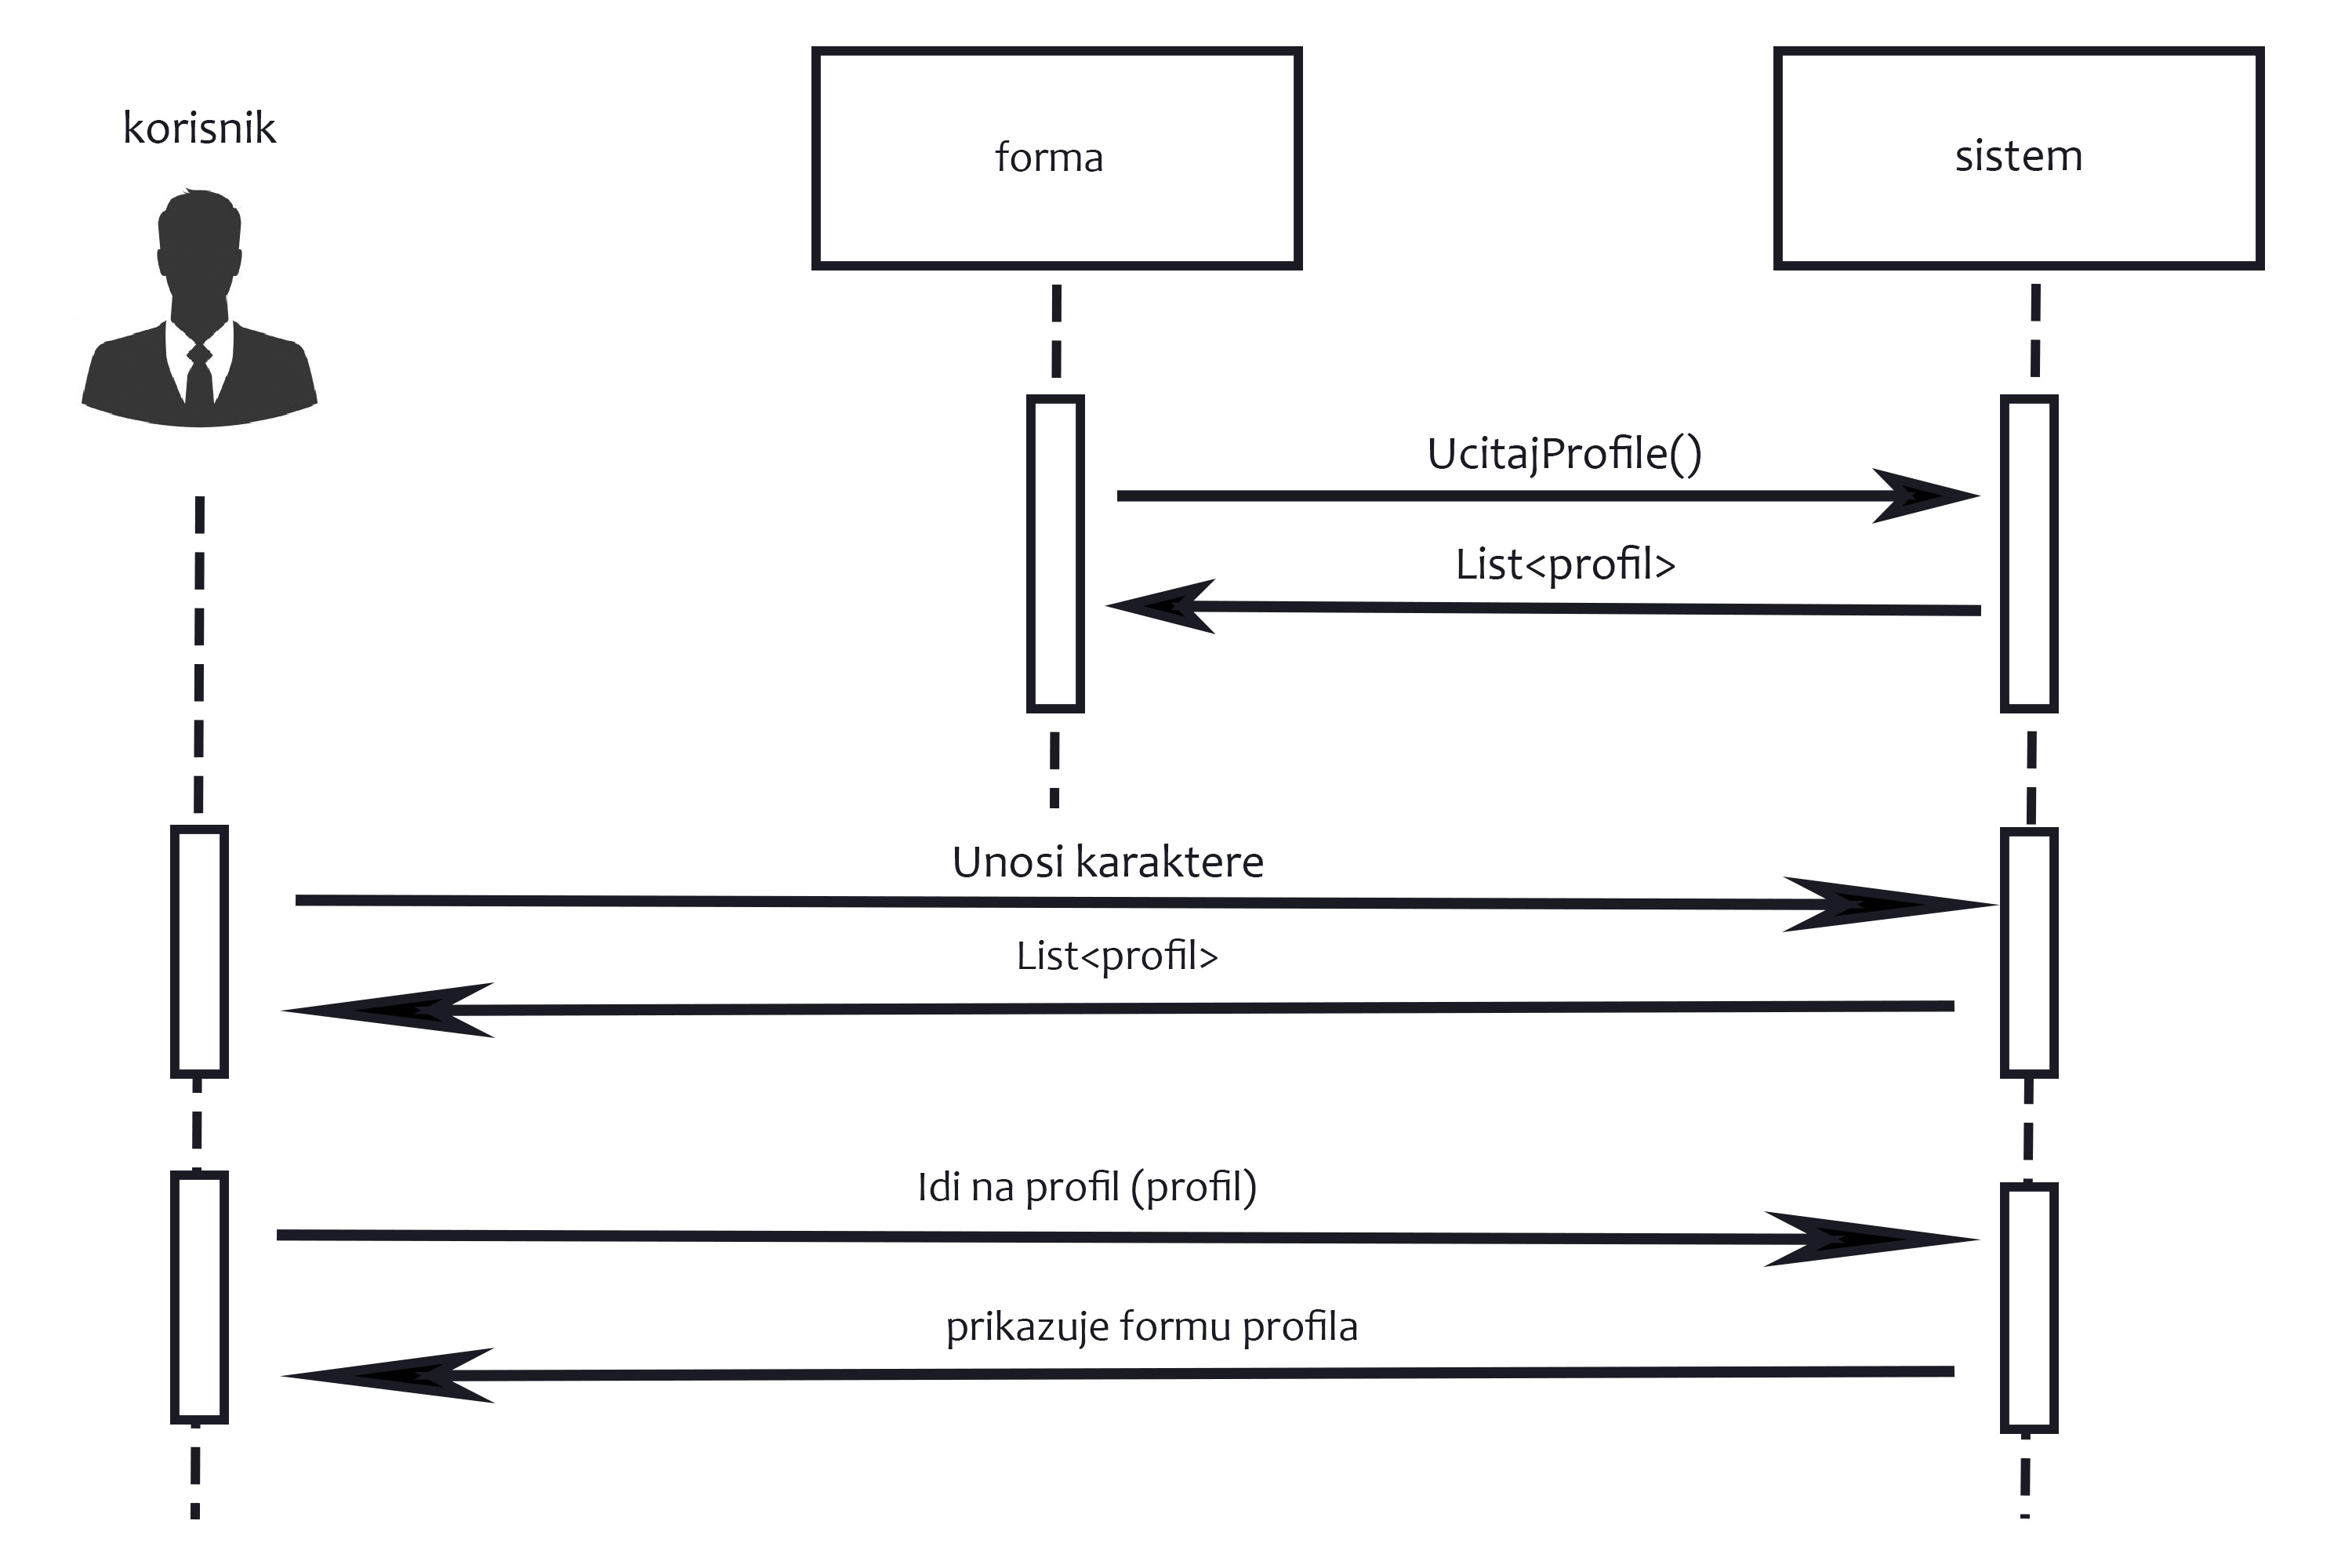 korisnik
forma
sistem
UcitajProfile()
List<profil>
Unosi karaktere
List<profil>
Idi na profil (profil)
prikazuje formu profila